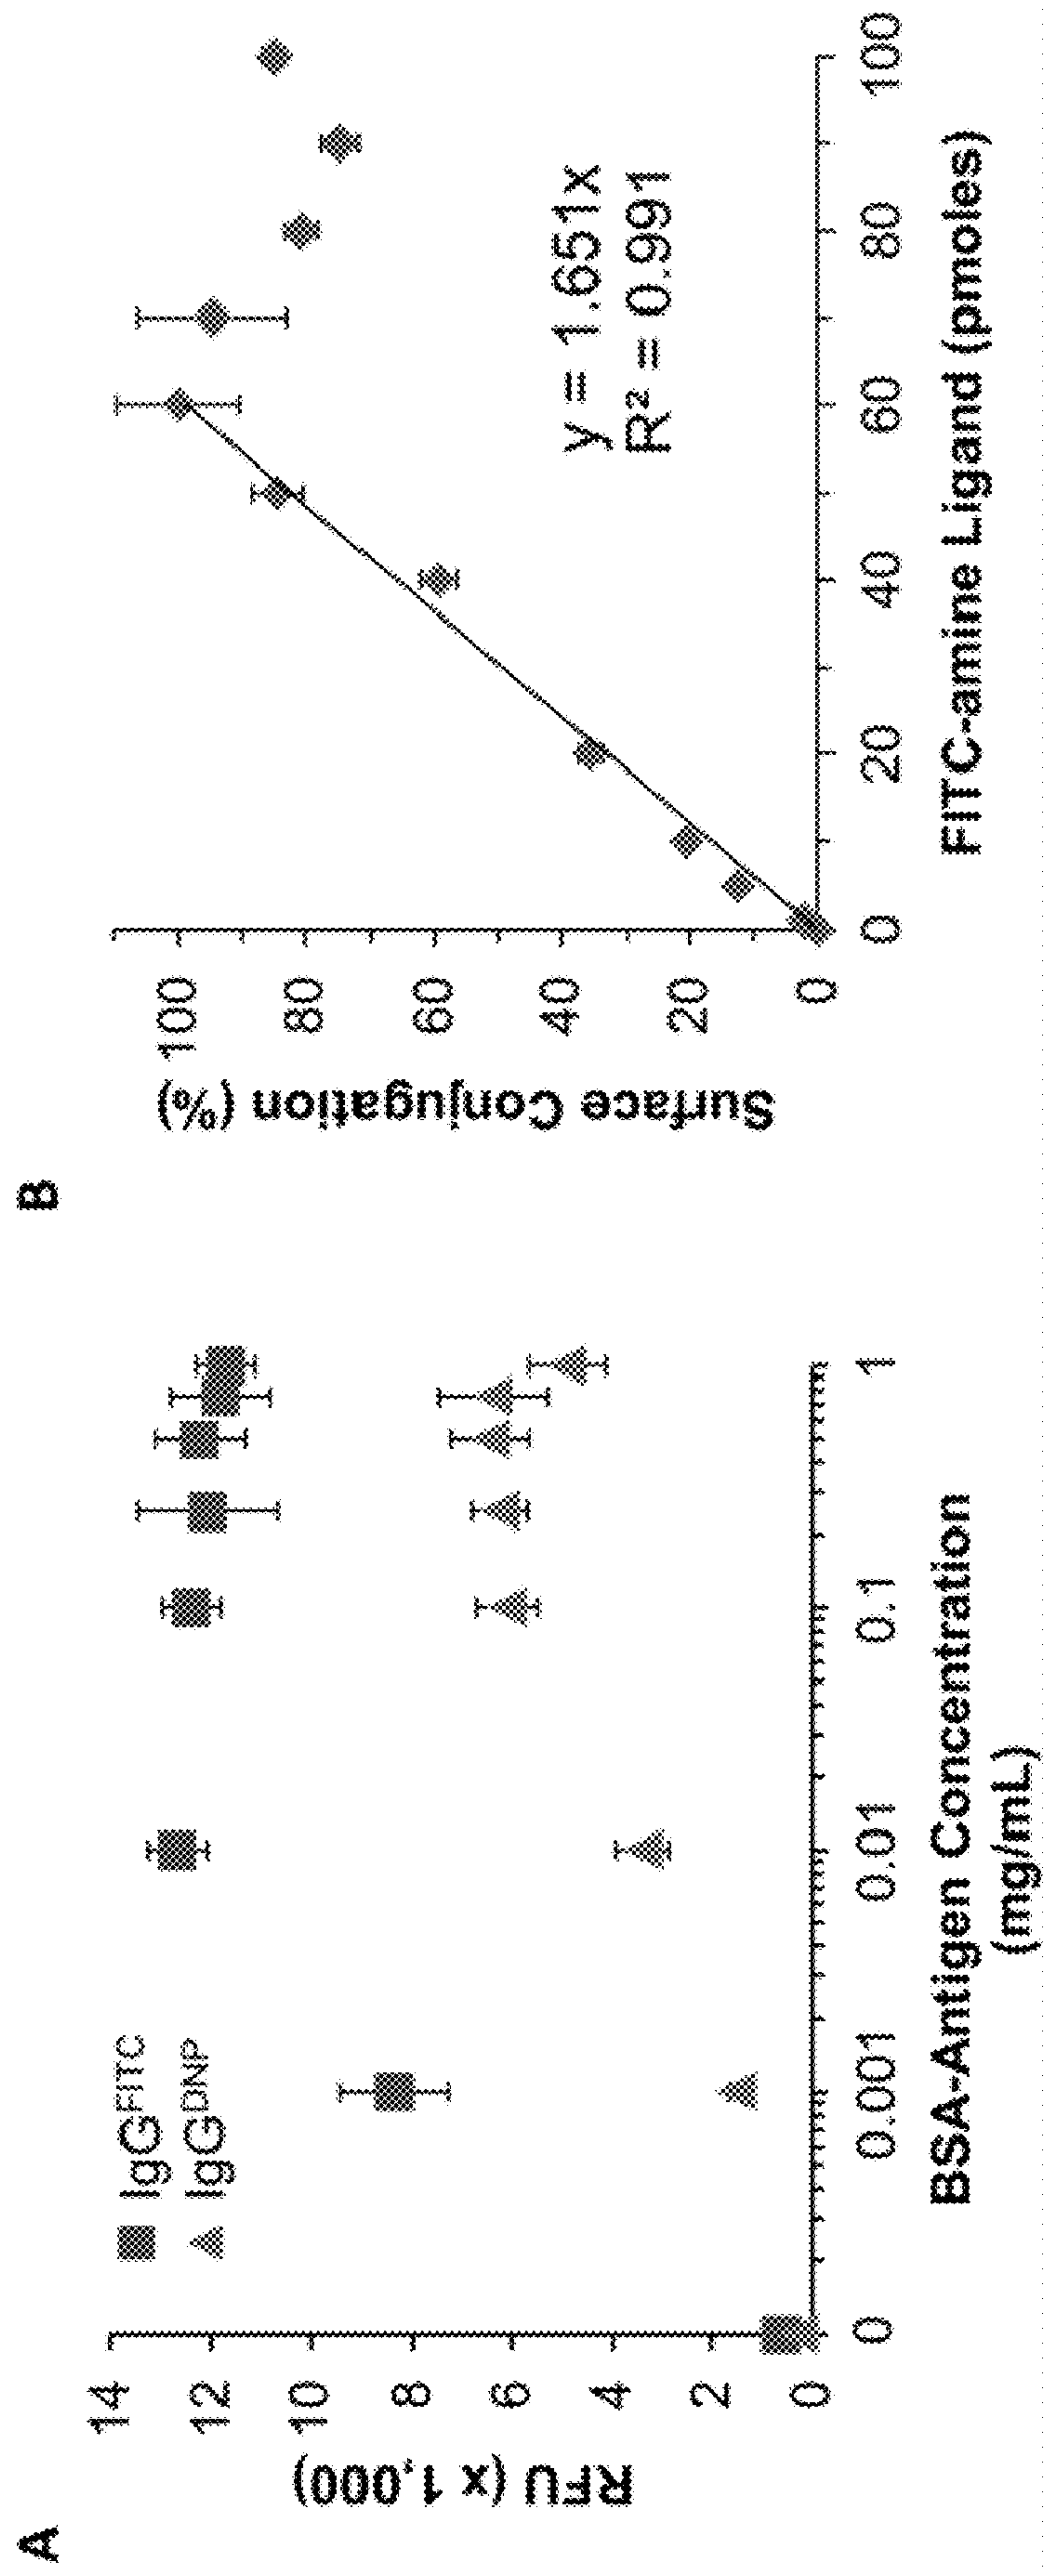 A
RFU (x 1,000)
14
12
10
8
6
4
2
0
IgG^FITC
IgG^DNP
0
0.001
0.01
0.1
1
BSA-Antigen Concentration
(mg/mL)
B
Surface Conjugation (%)
100
80
60
40
20
0
y = 1.651x
R² = 0.991
0
20
40
60
80
100
FITC-amine Ligand (pmoles)